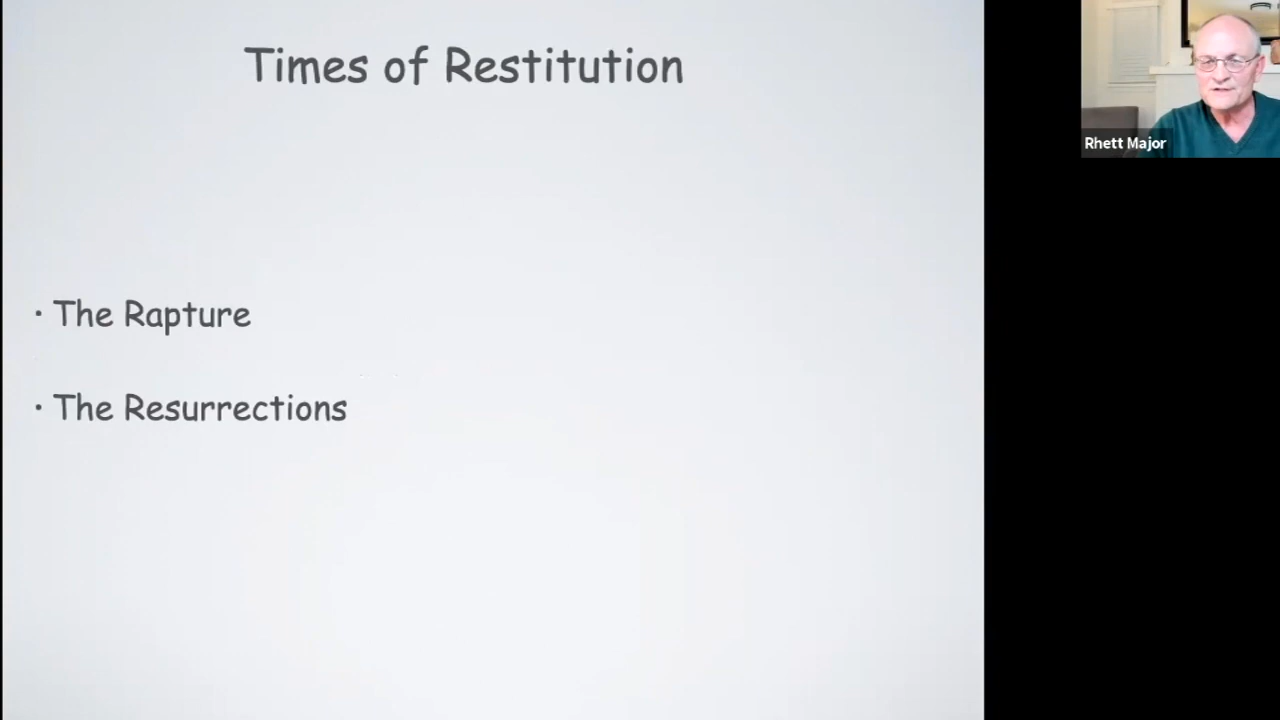 Times of Restitution
Rhett Major
· The Rapture
· The Resurrections